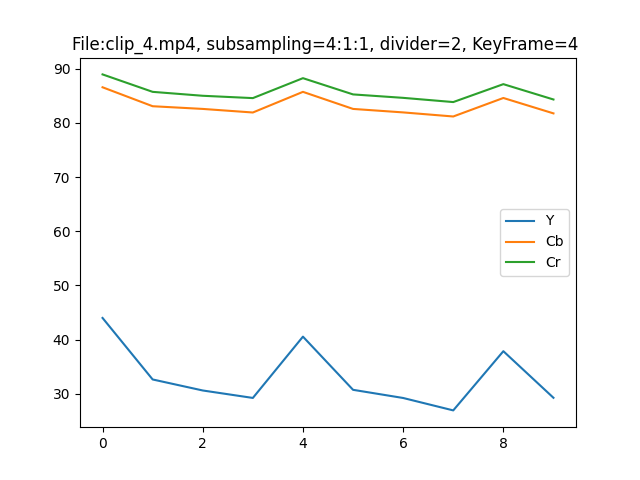 File:clip_4.mp4, subsampling=4:1:1, divider=2, KeyFrame=4
90
80
70
60
50
40
30
Y
Cb
Cr
0 2 4 6 8